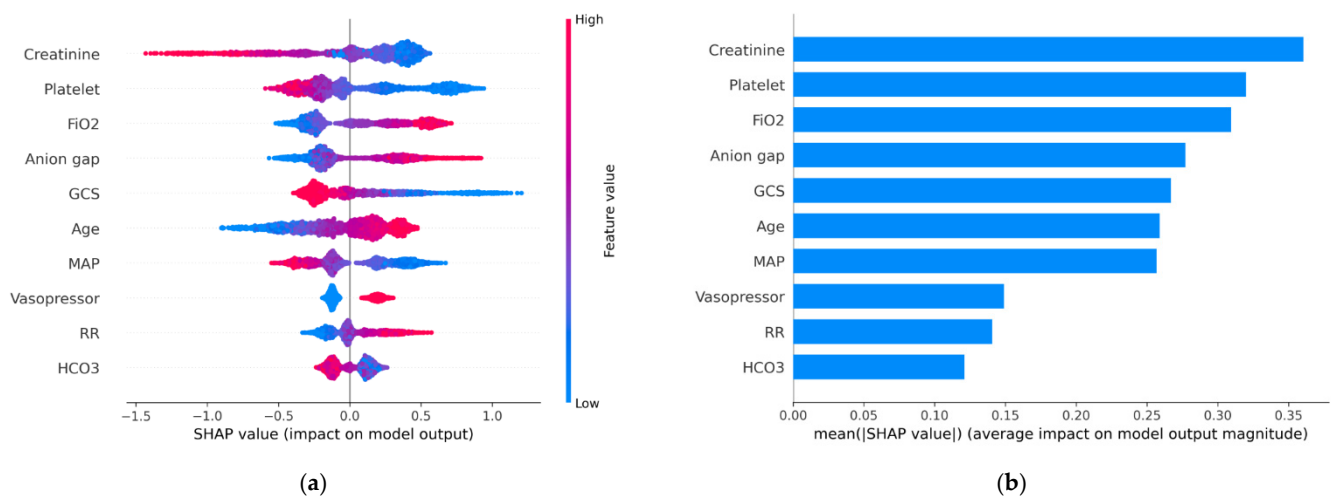 High
Creatinine
Platelet
FiO2
Anion gap
GCS
Age
MAP
Vasopressor
RR
HCO3
Feature value
Low
−1.5 −1.0 −0.5 0.0 0.5 1.0
SHAP value (impact on model output)
(a)
Creatinine
Platelet
FiO2
Anion gap
GCS
Age
MAP
Vasopressor
RR
HCO3
0.00 0.05 0.10 0.15 0.20 0.25 0.30 0.35
mean(|SHAP value|) (average impact on model output magnitude)
(b)